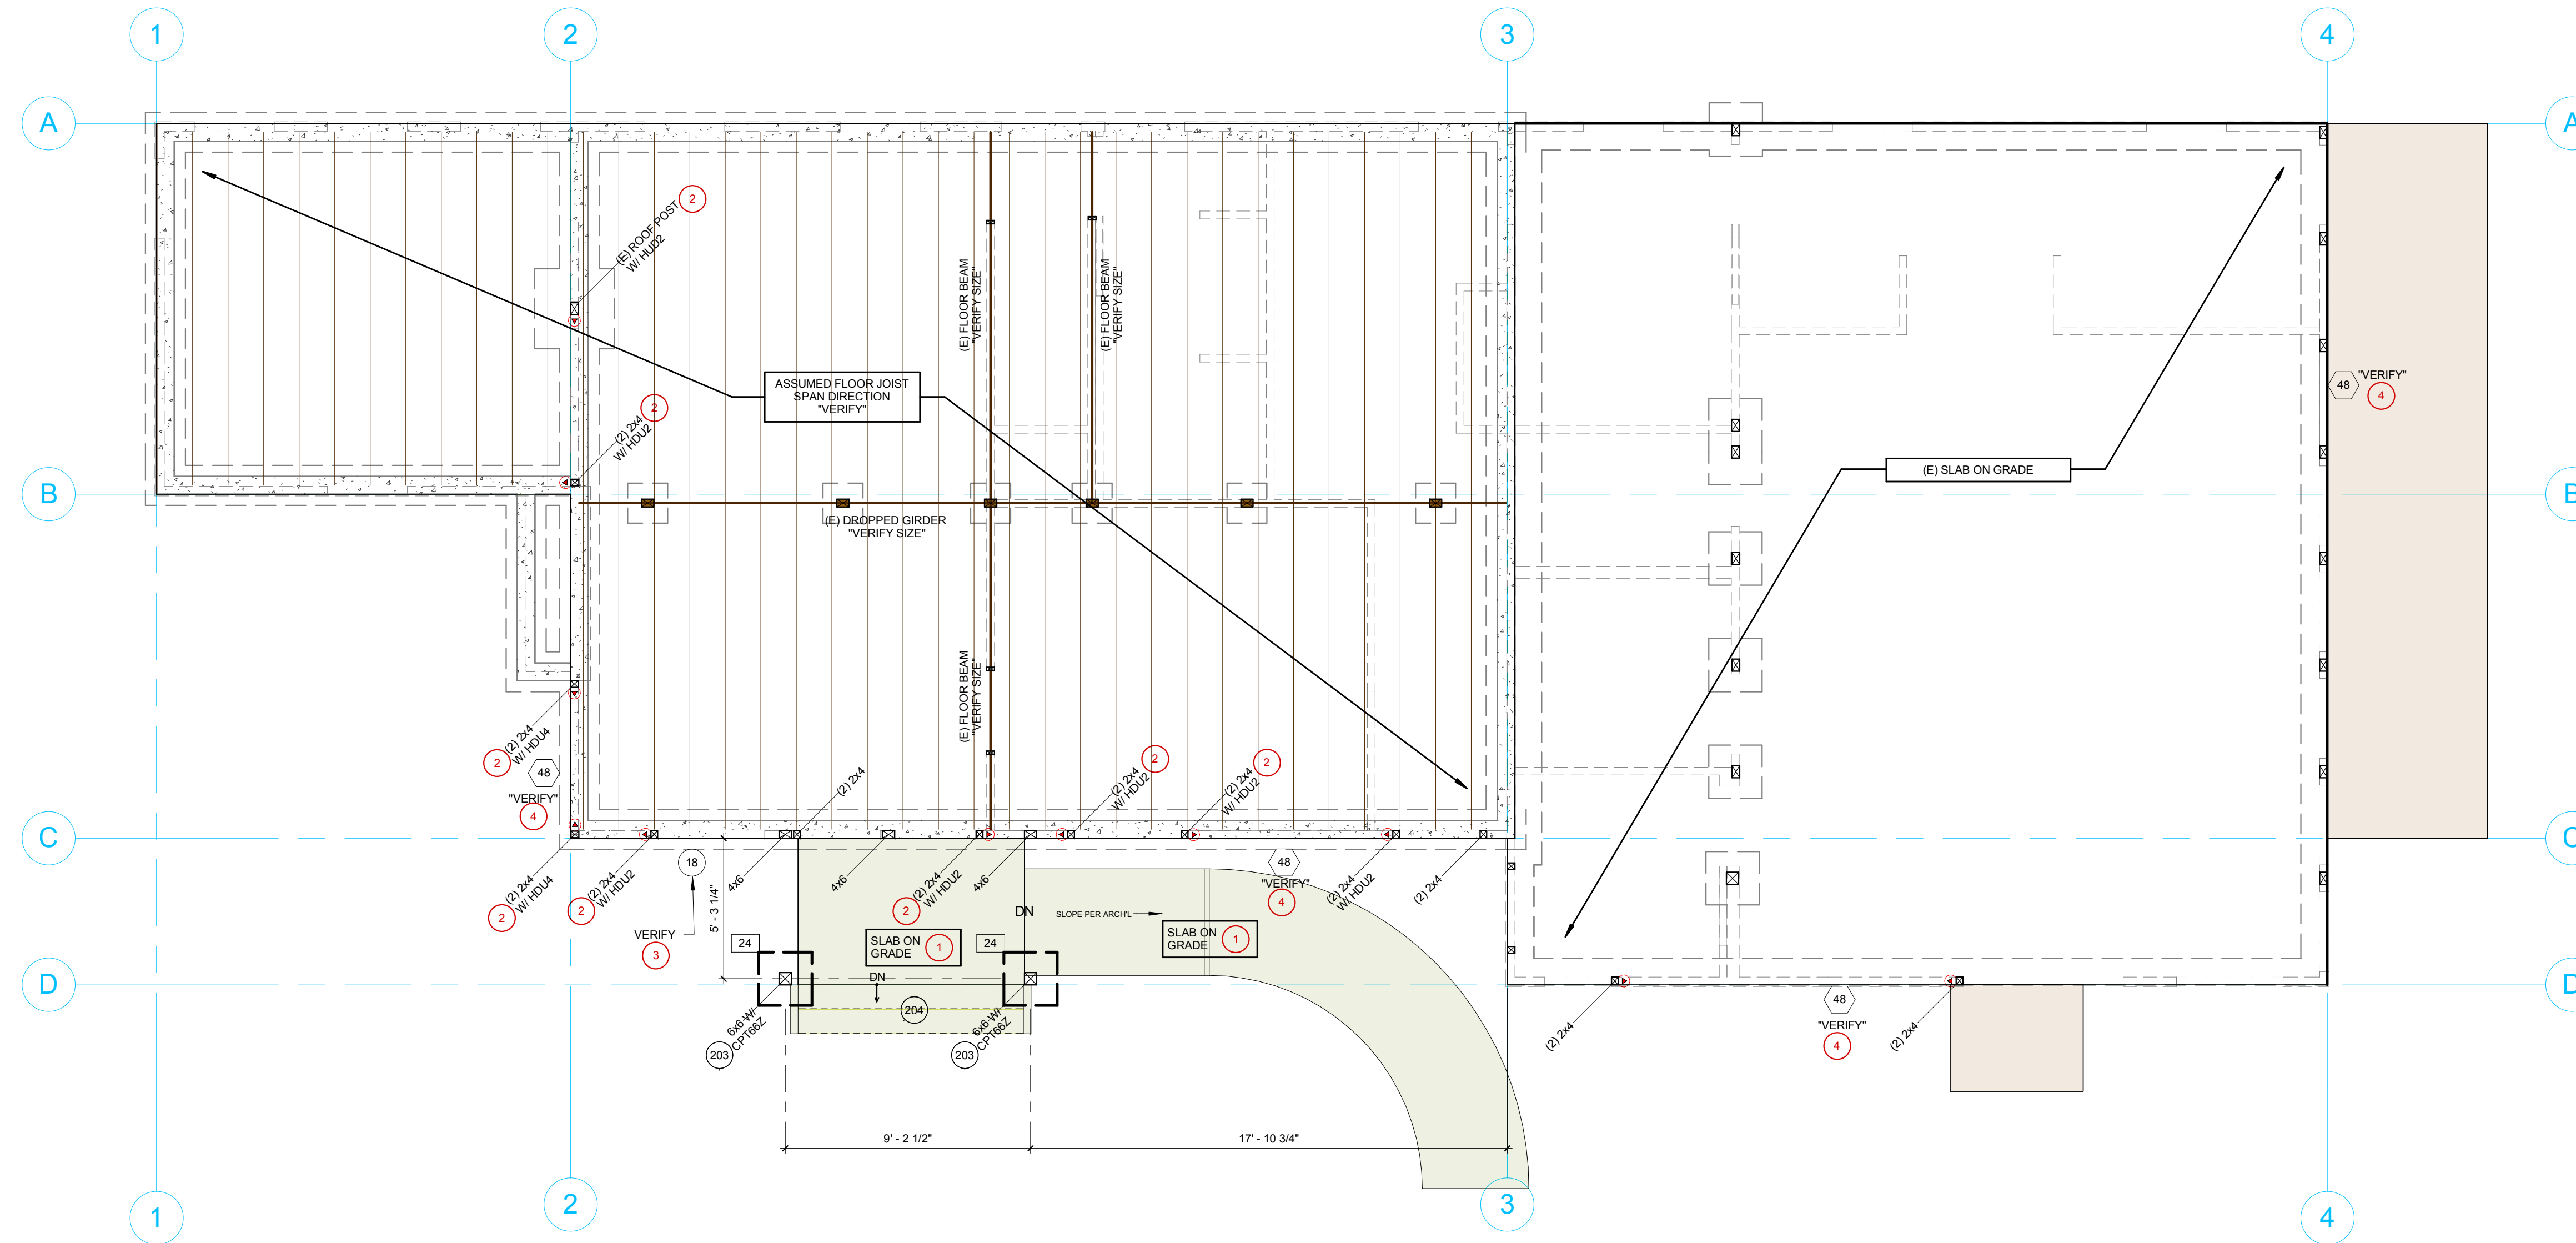 1
2
3
4
A
A
(E) ROOF POST
W/ HUD2
2
(E) FLOOR BEAM
"VERIFY SIZE"
(E) FLOOR BEAM
"VERIFY SIZE"
ASSUMED FLOOR JOIST
SPAN DIRECTION
"VERIFY"
48
"VERIFY"
4
(2) 2x4
W/ HDU2
2
(E) SLAB ON GRADE
B
B
(E) DROPPED GIRDER
"VERIFY SIZE"
(E) FLOOR BEAM
"VERIFY SIZE"
(2) 2x4
W/ HDU4
2
48
"VERIFY"
4
(2) 2x4
(2) 2x4
W/ HDU2
2
(2) 2x4
W/ HDU2
2
C
C
(2) 2x4
W/ HDU4
2
(2) 2x4
W/ HDU2
2
18
VERIFY
3
5' - 3 1/4"
4x6
4x6
(2) 2x4
W/ HDU2
2
4x6
DN
SLOPE PER ARCH'L
48
"VERIFY"
4
(2) 2x4
W/ HDU2
(2) 2x4
24
SLAB ON
GRADE
1
24
SLAB ON
GRADE
1
D
D
DN
204
6x6 W/
CPT66Z
203
6x6 W/
CPT66Z
203
(2) 2x4
48
"VERIFY"
4
(2) 2x4
9' - 2 1/2"
17' - 10 3/4"
1
2
3
4